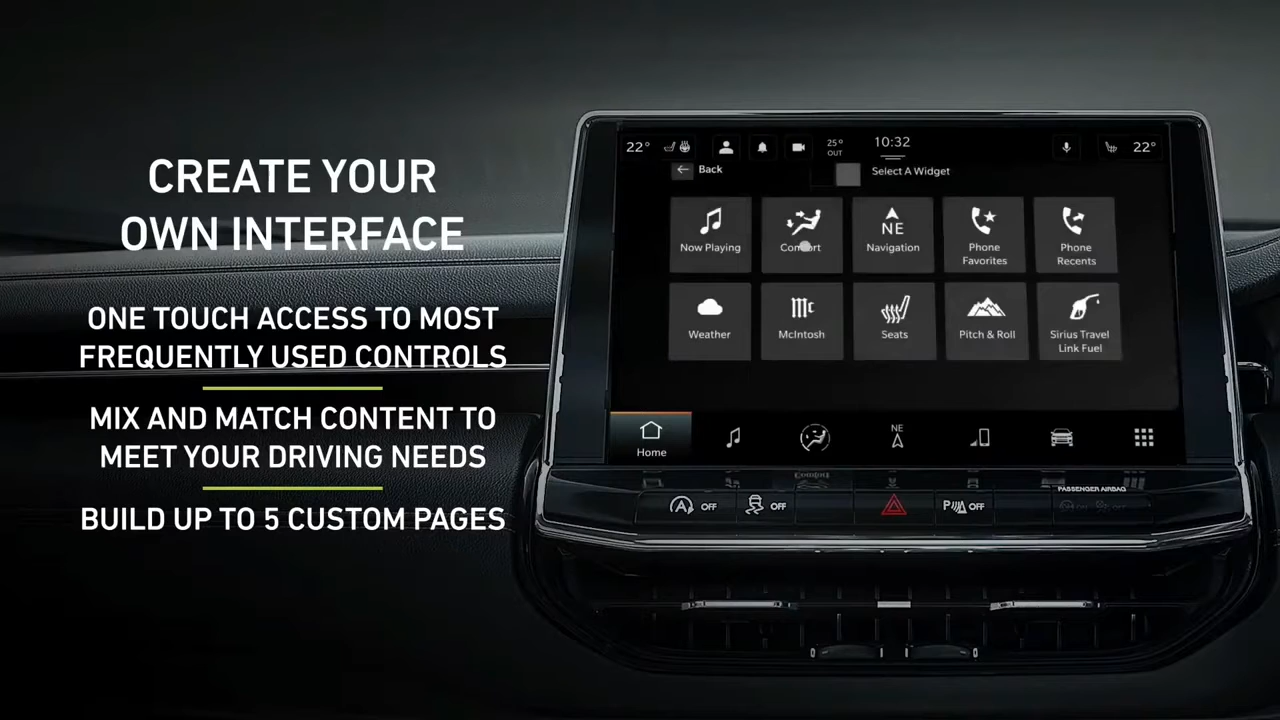 CREATE YOUR
OWN INTERFACE
ONE TOUCH ACCESS TO MOST
FREQUENTLY USED CONTROLS
MIX AND MATCH CONTENT TO
MEET YOUR DRIVING NEEDS
BUILD UP TO 5 CUSTOM PAGES
22° 25° OUT 10:32 22°
Back Select A Widget
Now Playing Comfort NE Navigation Phone Favorites Phone Recents
Weather McIntosh Seats Pitch & Roll Sirius Travel Link Fuel
Home NE
OFF OFF P OFF PASSENGER AIRBAG